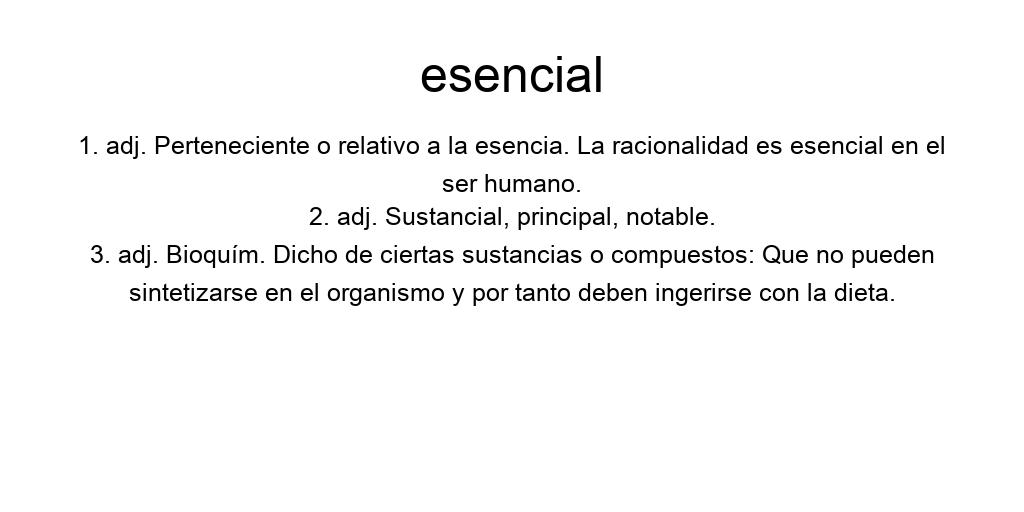 esencial
1. adj. Perteneciente o relativo a la esencia. La racionalidad es esencial en el
ser humano.
2. adj. Sustancial, principal, notable.
3. adj. Bioquím. Dicho de ciertas sustancias o compuestos: Que no pueden
sintetizarse en el organismo y por tanto deben ingerirse con la dieta.